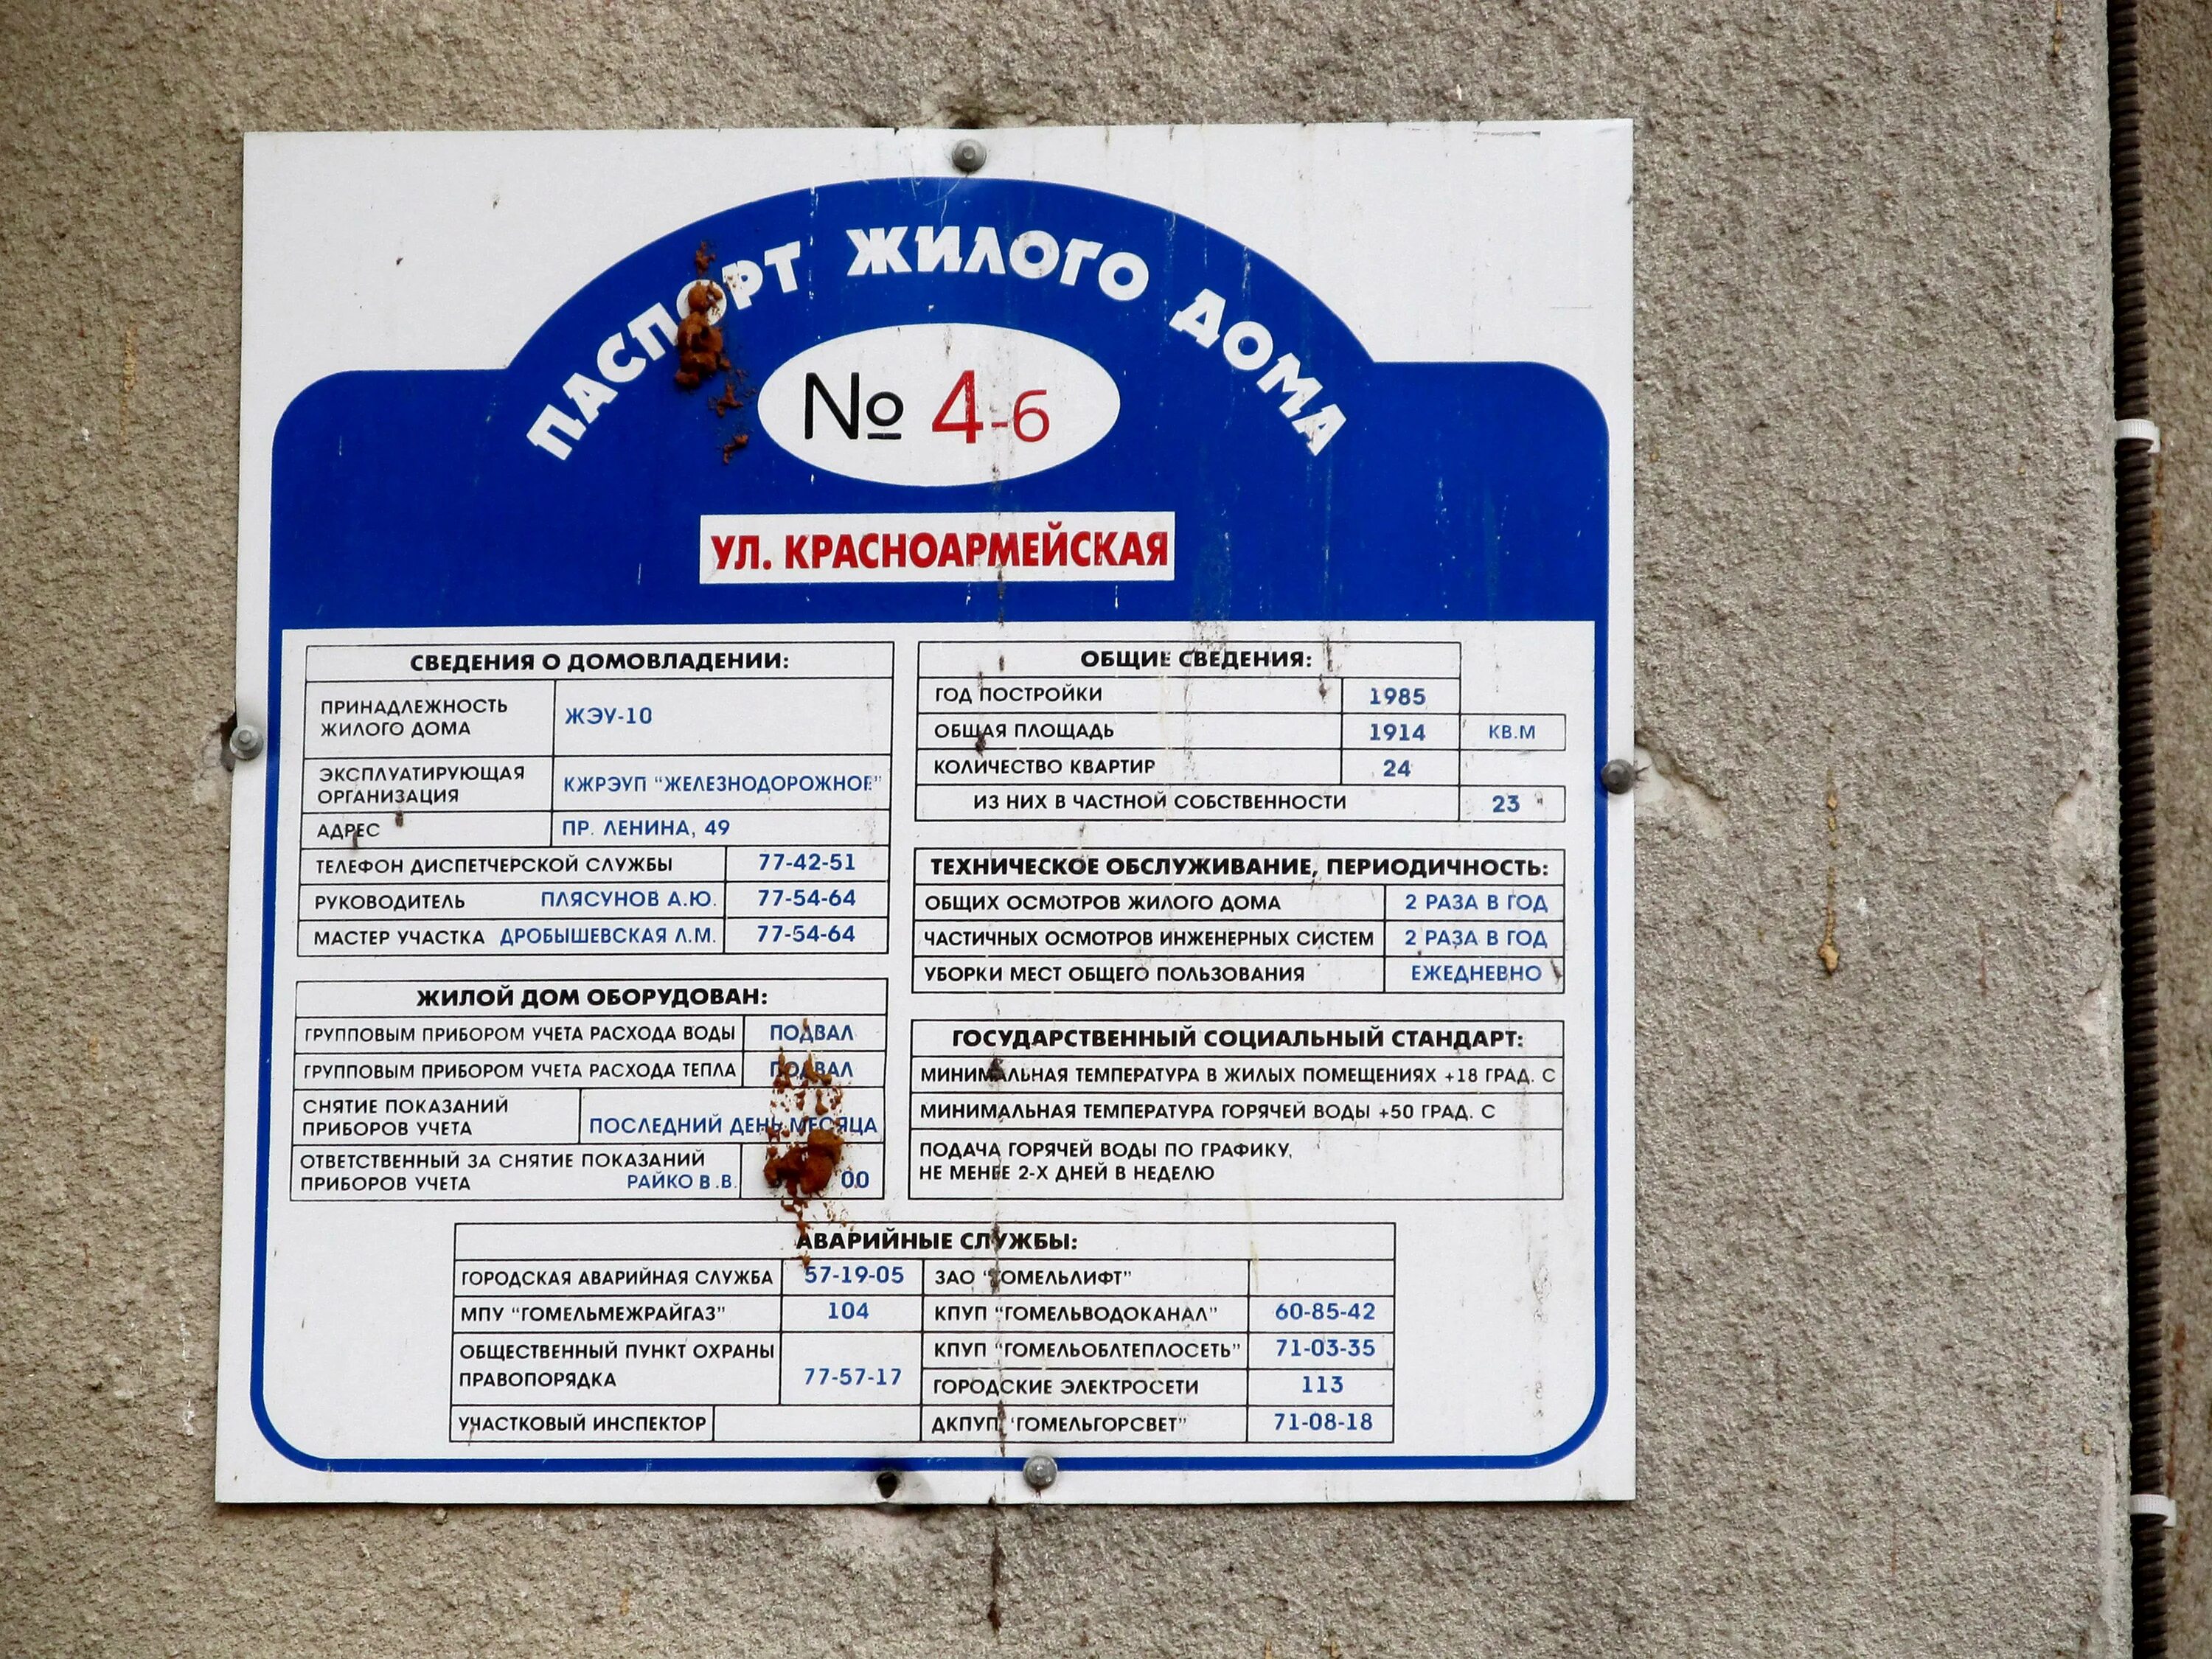 ПАСПОРТ ЖИЛОГО ДОМА
№ 4-б
УЛ. КРАСНОАРМЕЙСКАЯ
СВЕДЕНИЯ О ДОМОВЛАДЕНИИ:
ПРИНАДЛЕЖНОСТЬ
ЖИЛОГО ДОМА
ЖЭУ-10
ЭКСПЛУАТИРУЮЩАЯ
ОРГАНИЗАЦИЯ
КЖРЭУП "ЖЕЛЕЗНОДОРОЖНОЕ"
АДРЕС ПР. ЛЕНИНА, 49
ТЕЛЕФОН ДИСПЕТЧЕРСКОЙ СЛУЖБЫ 77-42-51
РУКОВОДИТЕЛЬ ПЛЯСУНОВ А.Ю. 77-54-64
МАСТЕР УЧАСТКА ДРОБЫШЕВСКАЯ Л.М. 77-54-64
ЖИЛОЙ ДОМ ОБОРУДОВАН:
ГРУППОВЫМ ПРИБОРОМ УЧЕТА РАСХОДА ВОДЫ ПОДВАЛ
ГРУППОВЫМ ПРИБОРОМ УЧЕТА РАСХОДА ТЕПЛА ПОДВАЛ
СНЯТИЕ ПОКАЗАНИЙ
ПРИБОРОВ УЧЕТА ПОСЛЕДНИЙ ДЕНЬ МЕСЯЦА
ОТВЕТСТВЕННЫЙ ЗА СНЯТИЕ ПОКАЗАНИЙ
ПРИБОРОВ УЧЕТА РАЙКО В.В. 00
ОБЩИЕ СВЕДЕНИЯ:
ГОД ПОСТРОЙКИ 1985
ОБЩАЯ ПЛОЩАДЬ 1914 КВ.М
КОЛИЧЕСТВО КВАРТИР 24
ИЗ НИХ В ЧАСТНОЙ СОБСТВЕННОСТИ 23
ТЕХНИЧЕСКОЕ ОБСЛУЖИВАНИЕ, ПЕРИОДИЧНОСТЬ:
ОБЩИХ ОСМОТРОВ ЖИЛОГО ДОМА 2 РАЗА В ГОД
ЧАСТИЧНЫХ ОСМОТРОВ ИНЖЕНЕРНЫХ СИСТЕМ 2 РАЗА В ГОД
УБОРКИ МЕСТ ОБЩЕГО ПОЛЬЗОВАНИЯ ЕЖЕДНЕВНО
ГОСУДАРСТВЕННЫЙ СОЦИАЛЬНЫЙ СТАНДАРТ:
МИНИМАЛЬНАЯ ТЕМПЕРАТУРА В ЖИЛЫХ ПОМЕЩЕНИЯХ +18 ГРАД. С
МИНИМАЛЬНАЯ ТЕМПЕРАТУРА ГОРЯЧЕЙ ВОДЫ +50 ГРАД. С
ПОДАЧА ГОРЯЧЕЙ ВОДЫ ПО ГРАФИКУ,
НЕ МЕНЕЕ 2-Х ДНЕЙ В НЕДЕЛЮ
АВАРИЙНЫЕ СЛУЖБЫ:
ГОРОДСКАЯ АВАРИЙНАЯ СЛУЖБА 57-19-05
МПУ "ГОМЕЛЬМЕЖРАЙГАЗ" 104
ОБЩЕСТВЕННЫЙ ПУНКТ ОХРАНЫ
ПРАВОПОРЯДКА 77-57-17
УЧАСТКОВЫЙ ИНСПЕКТОР
ЗАО "ГОМЕЛЬЛИФТ"
КПУП "ГОМЕЛЬВОДОКАНАЛ" 60-85-42
КПУП "ГОМЕЛЬОБЛТЕПЛОСЕТЬ" 71-03-35
ГОРОДСКИЕ ЭЛЕКТРОСЕТИ 113
ДКПУП "ГОМЕЛЬГОРСВЕТ" 71-08-18